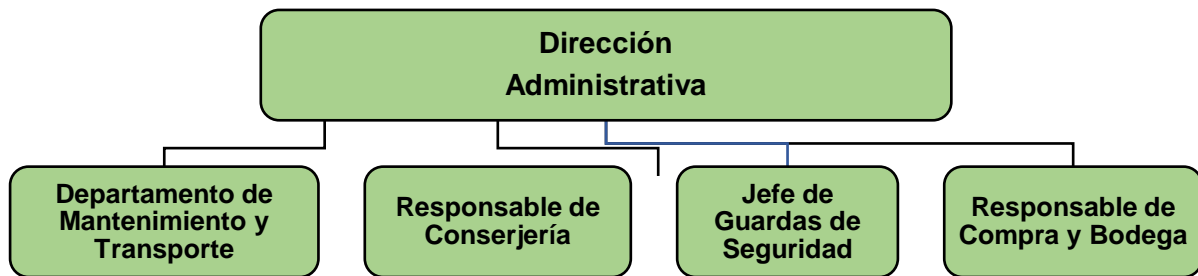 Dirección
Administrativa
Departamento de
Mantenimiento y
Transporte
Responsable de
Conserjería
Jefe de
Guardas de
Seguridad
Responsable de
Compra y Bodega